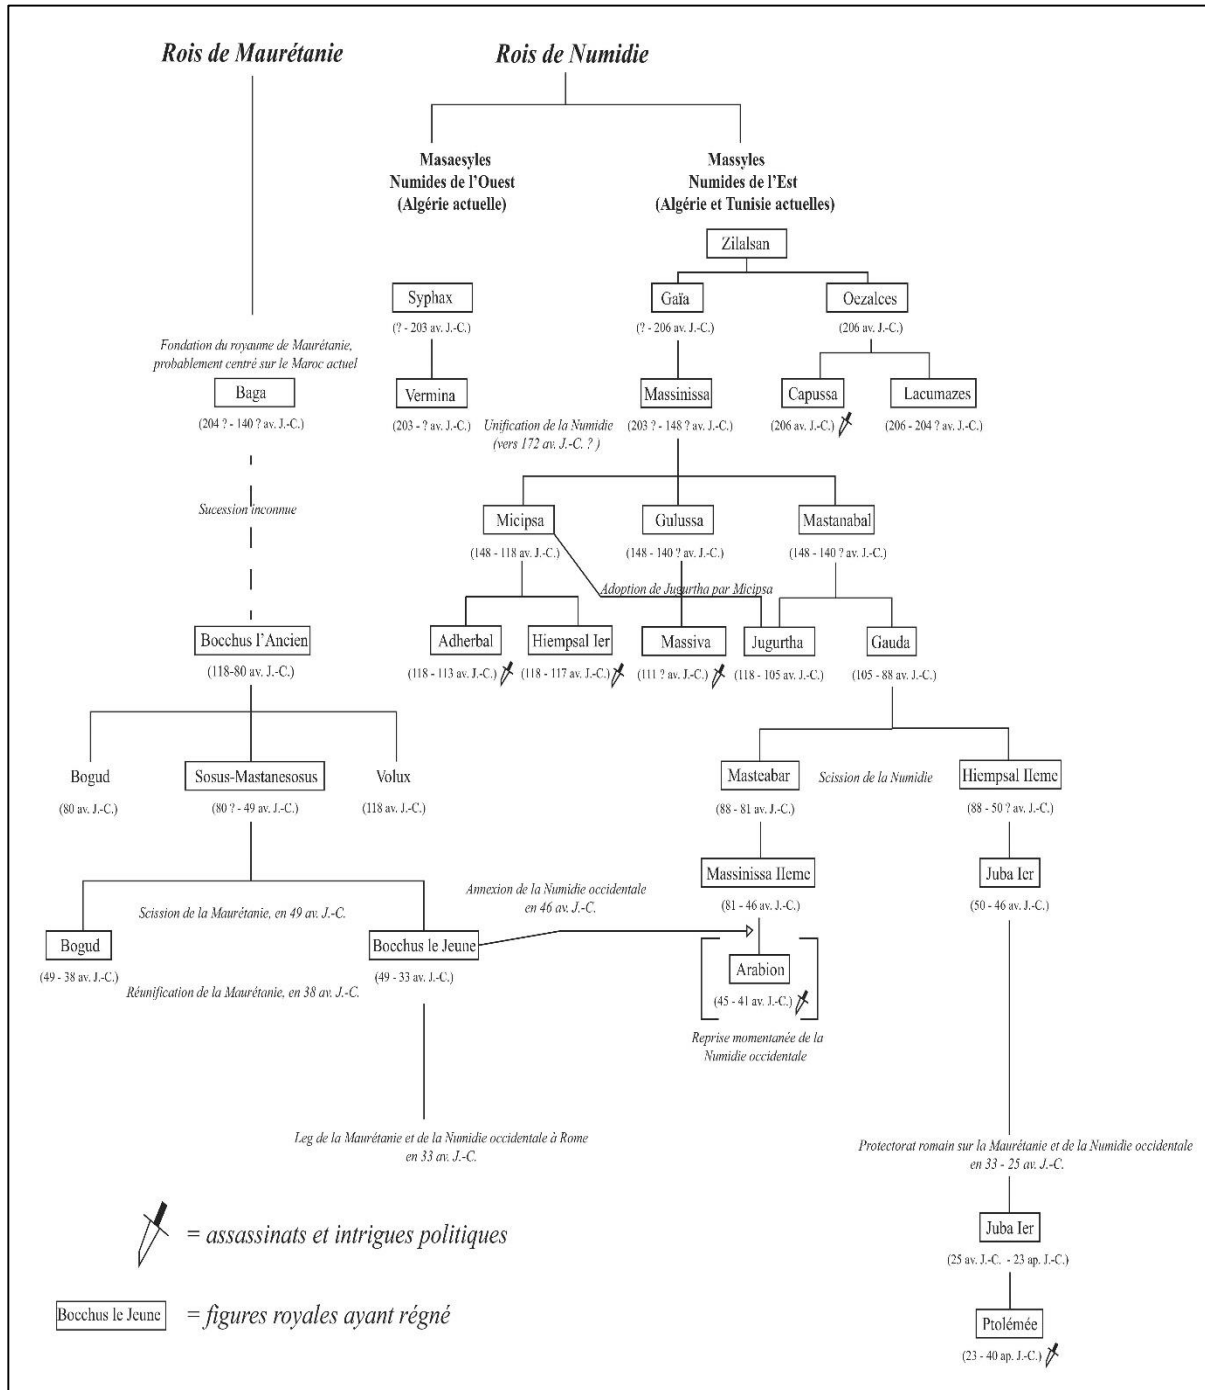 Rois de Maurétanie
Rois de Numidie
Masaesyles
Numides de l'Ouest
(Algérie actuelle)
Massyles
Numides de l'Est
(Algérie et Tunisie actuelles)
Zilalsan
Syphax
(? - 203 av. J.-C.)
Gaïa
(? - 206 av. J.-C.)
Oezalces
(206 av. J.-C.)
Fondation du royaume de Maurétanie,
probablement centré sur le Maroc actuel
Baga
(204 ? - 140 ? av. J.-C.)
Vermina
(203 - ? av. J.-C.)
Unification de la Numidie
(vers 172 av. J.-C. ? )
Massinissa
(203 ? - 148 ? av. J.-C.)
Capussa
(206 av. J.-C.)
Lacumazes
(206 - 204 ? av. J.-C.)
Sucession inconnue
Micipsa
(148 - 118 av. J.-C.)
Gulussa
(148 - 140 ? av. J.-C.)
Mastanabal
(148 - 140 ? av. J.-C.)
Adoption de Jugurtha par Micipsa
Bocchus l'Ancien
(118-80 av. J.-C.)
Adherbal
(118 - 113 av. J.-C.)
Hiempsal Ier
(118 - 117 av. J.-C.)
Massiva
(111 ? av. J.-C.)
Jugurtha
(118 - 105 av. J.-C.)
Gauda
(105 - 88 av. J.-C.)
Bogud
(80 av. J.-C.)
Sosus-Mastanesosus
(80 ? - 49 av. J.-C.)
Volux
(118 av. J.-C.)
Masteabar
(88 - 81 av. J.-C.)
Scission de la Numidie
Hiempsal IIeme
(88 - 50 ? av. J.-C.)
Massinissa IIeme
(81 - 46 av. J.-C.)
Juba Ier
(50 - 46 av. J.-C.)
Annexion de la Numidie occidentale
en 46 av. J.-C.
Scission de la Maurétanie, en 49 av. J.-C.
Bogud
(49 - 38 av. J.-C.)
Bocchus le Jeune
(49 - 33 av. J.-C.)
Réunification de la Maurétanie, en 38 av. J.-C.
Arabion
(45 - 41 av. J.-C.)
Reprise momentanée de la
Numidie occidentale
Leg de la Maurétanie et de la Numidie occidentale à Rome
en 33 av. J.-C.
Protectorat romain sur la Maurétanie et de la Numidie occidentale
en 33 - 25 av. J.-C.
= assassinats et intrigues politiques
Juba Ier
(25 av. J.-C. - 23 ap. J.-C.)
Bocchus le Jeune = figures royales ayant régné
Ptolémée
(23 - 40 ap. J.-C.)